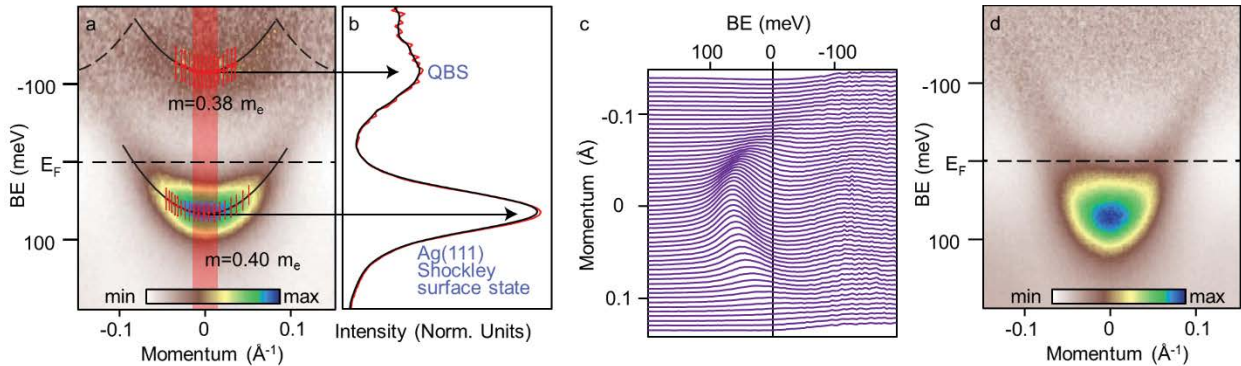 a
BE (meV)
-100
E_F
100
m=0.38 m_e
m=0.40 m_e
min
max
-0.1
0
0.1
Momentum (Å⁻¹)
b
QBS
Ag(111)
Shockley
surface state
Intensity (Norm. Units)
c
BE (meV)
100
0
-100
Momentum (Å)
-0.1
0
0.1
d
BE (meV)
-100
E_F
100
min
max
-0.1
0
0.1
Momentum (Å⁻¹)